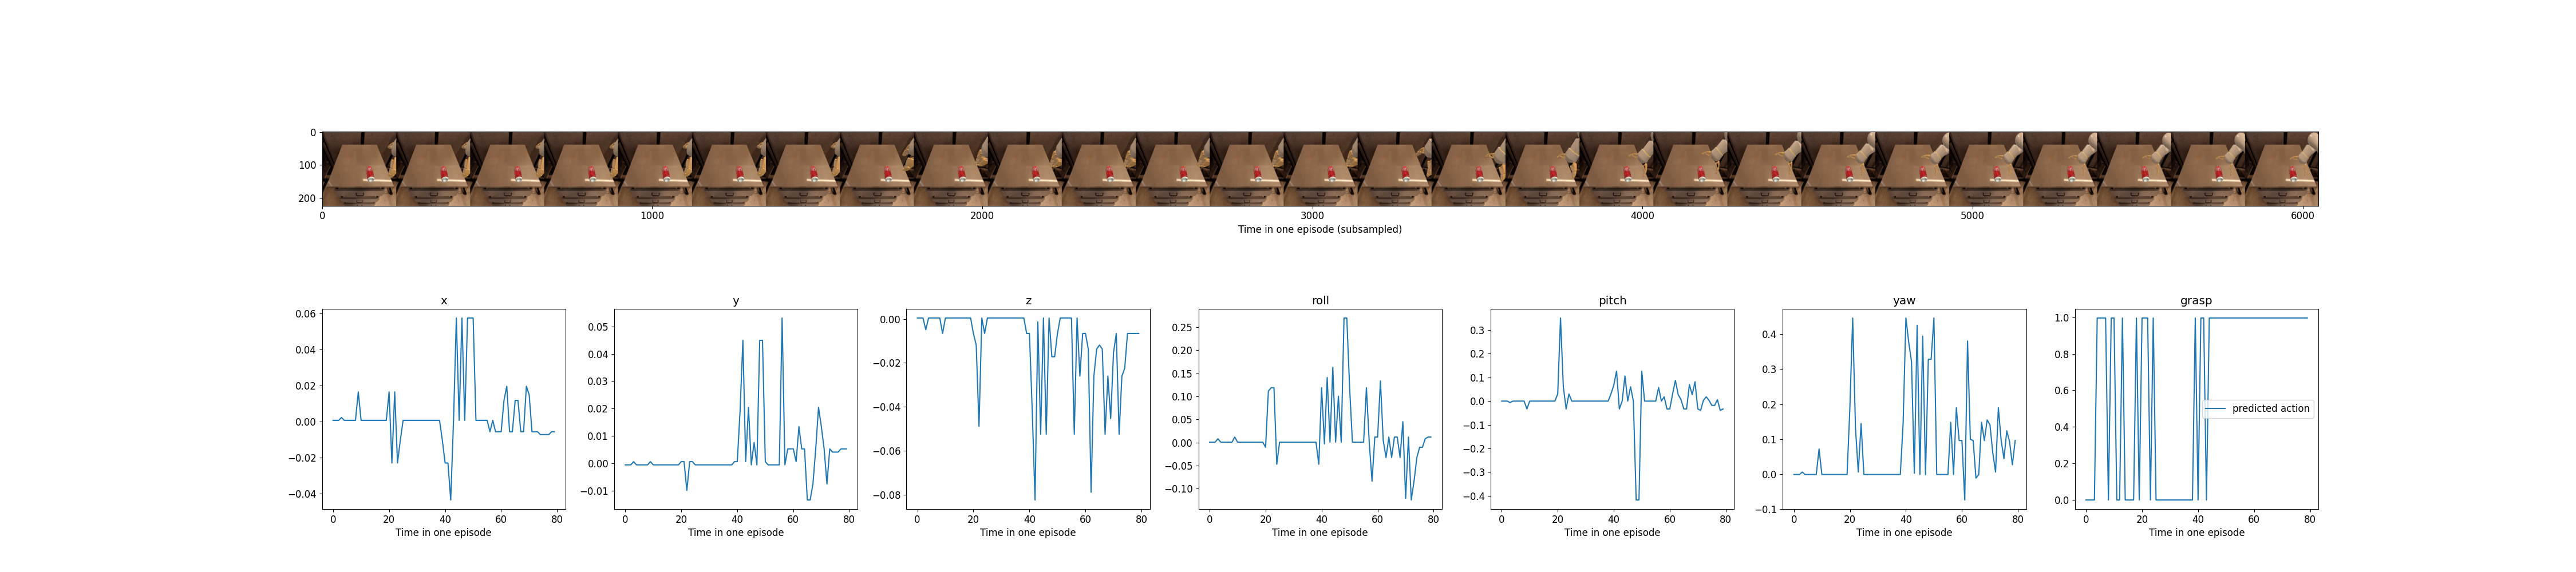 0
100
200
0 1000 2000 3000 4000 5000 6000
Time in one episode (subsampled)
x
0.06
0.04
0.02
0.00
−0.02
−0.04
0 20 40 60 80
Time in one episode
y
0.05
0.04
0.03
0.02
0.01
0.00
−0.01
0 20 40 60 80
Time in one episode
z
0.00
−0.02
−0.04
−0.06
−0.08
0 20 40 60 80
Time in one episode
roll
0.25
0.20
0.15
0.10
0.05
0.00
−0.05
−0.10
0 20 40 60 80
Time in one episode
pitch
0.3
0.2
0.1
0.0
−0.1
−0.2
−0.3
−0.4
0 20 40 60 80
Time in one episode
yaw
0.4
0.3
0.2
0.1
0.0
−0.1
0 20 40 60 80
Time in one episode
grasp
1.0
0.8
0.6
0.4
0.2
0.0
predicted action
0 20 40 60 80
Time in one episode